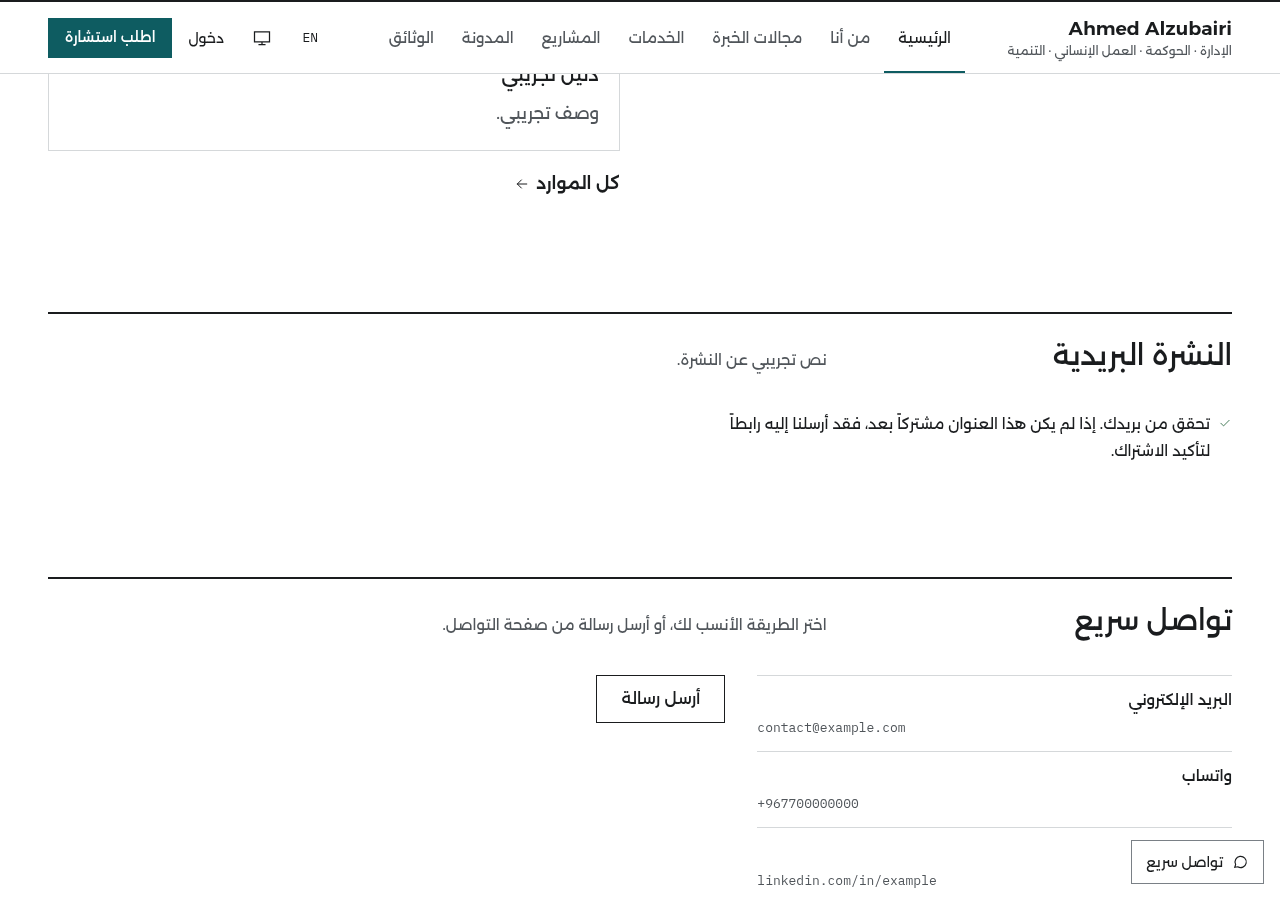 Ahmed Alzubairi
الإدارة · الحوكمة · العمل الإنساني · التنمية
الرئيسية
من أنا
مجالات الخبرة
الخدمات
المشاريع
المدونة
الوثائق
EN
دخول
اطلب استشارة
دليل تجريبي
وصف تجريبي.
كل الموارد ←
النشرة البريدية
نص تجريبي عن النشرة.
تحقق من بريدك. إذا لم يكن هذا العنوان مشتركاً بعد، فقد أرسلنا إليه رابطاً
لتأكيد الاشتراك.
تواصل سريع
اختر الطريقة الأنسب لك، أو أرسل رسالة من صفحة التواصل.
البريد الإلكتروني
contact@example.com
أرسل رسالة
واتساب
+967700000000
تواصل سريع
linkedin.com/in/example